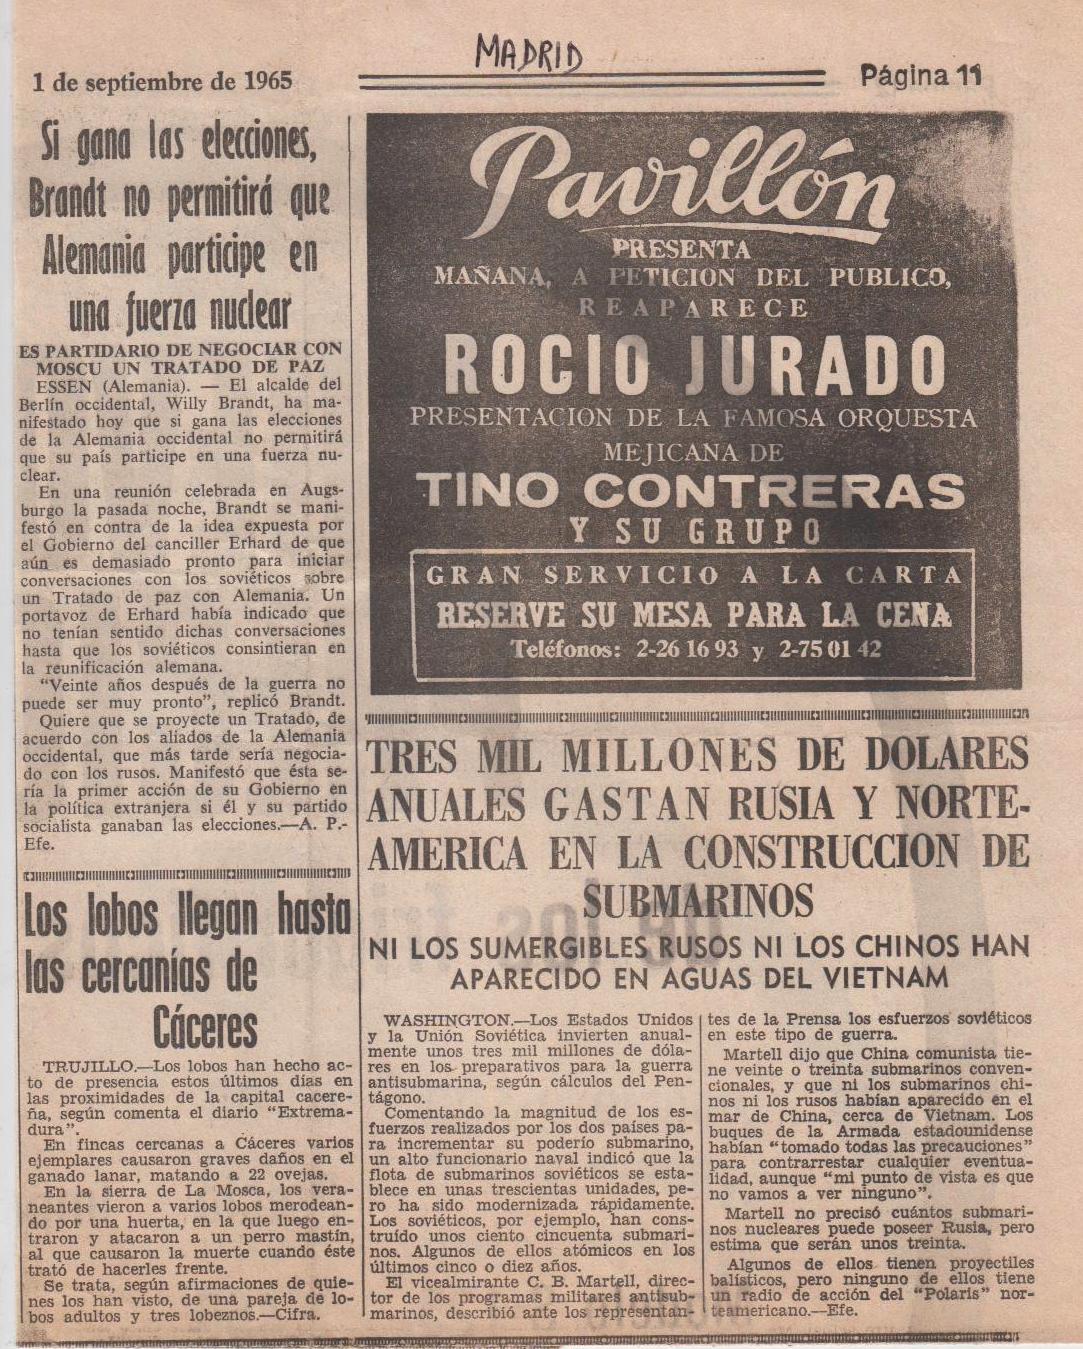 MADRID
1 de septiembre de 1965
Página 11
Si gana las elecciones,
Brandt no permitirá que
Alemania participe en
una fuerza nuclear
ES PARTIDARIO DE NEGOCIAR CON
MOSCU UN TRATADO DE PAZ
ESSEN (Alemania). — El alcalde del
Berlín occidental, Willy Brandt, ha ma-
nifestado hoy que si gana las elecciones
de la Alemania occidental no permitirá
que su país participe en una fuerza nu-
clear.
En una reunión celebrada en Augs-
burgo la pasada noche, Brandt se mani-
festó en contra de la idea expuesta por
el Gobierno del canciller Erhard de que
aún es demasiado pronto para iniciar
conversaciones con los soviéticos sobre
un Tratado de paz con Alemania. Un
portavoz de Erhard había indicado que
no tenían sentido dichas conversaciones
hasta que los soviéticos consintieran en
la reunificación alemana.
“Veinte años después de la guerra no
puede ser muy pronto”, replicó Brandt.
Quiere que se proyecte un Tratado, de
acuerdo con los aliados de la Alemania
occidental, que más tarde sería negocia-
do con los rusos. Manifestó que ésta se-
ría la primer acción de su Gobierno en
la política extranjera si él y su partido
socialista ganaban las elecciones.—A. P.-
Efe.
Los lobos llegan hasta
las cercanías de
Cáceres
TRUJILLO.—Los lobos han hecho ac-
to de presencia estos últimos días en
las proximidades de la capital cacere-
ña, según comenta el diario “Extrema-
dura”.
En fincas cercanas a Cáceres varios
ejemplares causaron graves daños en el
ganado lanar, matando a 22 ovejas.
En la sierra de La Mosca, los vera-
neantes vieron a varios lobos merodean-
do por una huerta, en la que luego en-
traron y atacaron a un perro mastín,
al que causaron la muerte cuando éste
trató de hacerles frente.
Se trata, según afirmaciones de quie-
nes los han visto, de una pareja de lo-
bos adultos y tres lobeznos.—Cifra.
Pavillón
PRESENTA
MAÑANA, A PETICION DEL PUBLICO,
REAPARECE
ROCIO JURADO
PRESENTACION DE LA FAMOSA ORQUESTA
MEJICANA DE
TINO CONTRERAS
Y SU GRUPO
GRAN SERVICIO A LA CARTA
RESERVE SU MESA PARA LA CENA
Teléfonos: 2-26 16 93 y 2-75 01 42
TRES MIL MILLONES DE DOLARES
ANUALES GASTAN RUSIA Y NORTE-
AMERICA EN LA CONSTRUCCION DE
SUBMARINOS
NI LOS SUMERGIBLES RUSOS NI LOS CHINOS HAN
APARECIDO EN AGUAS DEL VIETNAM
WASHINGTON.—Los Estados Unidos
y la Unión Soviética invierten anual-
mente unos tres mil millones de dóla-
res en los preparativos para la guerra
antisubmarina, según cálculos del Pen-
tágono.
Comentando la magnitud de los es-
fuerzos realizados por los dos países pa-
ra incrementar su poderío submarino,
un alto funcionario naval indicó que la
flota de submarinos soviéticos se esta-
blece en unas trescientas unidades, pe-
ro ha sido modernizada rápidamente.
Los soviéticos, por ejemplo, han cons-
truído unos ciento cincuenta submari-
nos. Algunos de ellos atómicos en los
últimos cinco o diez años.
El vicealmirante C. B. Martell, direc-
tor de los programas militares antisub-
marinos, describió ante los representan-
tes de la Prensa los esfuerzos soviéticos
en este tipo de guerra.
Martell dijo que China comunista tie-
ne veinte o treinta submarinos conven-
cionales, y que ni los submarinos chi-
nos ni los rusos habían aparecido en el
mar de China, cerca de Vietnam. Los
buques de la Armada estadounidense
habían “tomado todas las precauciones”
para contrarrestar cualquier eventua-
lidad, aunque “mi punto de vista es que
no vamos a ver ninguno”.
Martell no precisó cuántos submari-
nos nucleares puede poseer Rusia, pero
estima que serán unos treinta.
Algunos de ellos tienen proyectiles
balísticos, pero ninguno de ellos tiene
un radio de acción del “Polaris” nor-
teamericano.—Efe.